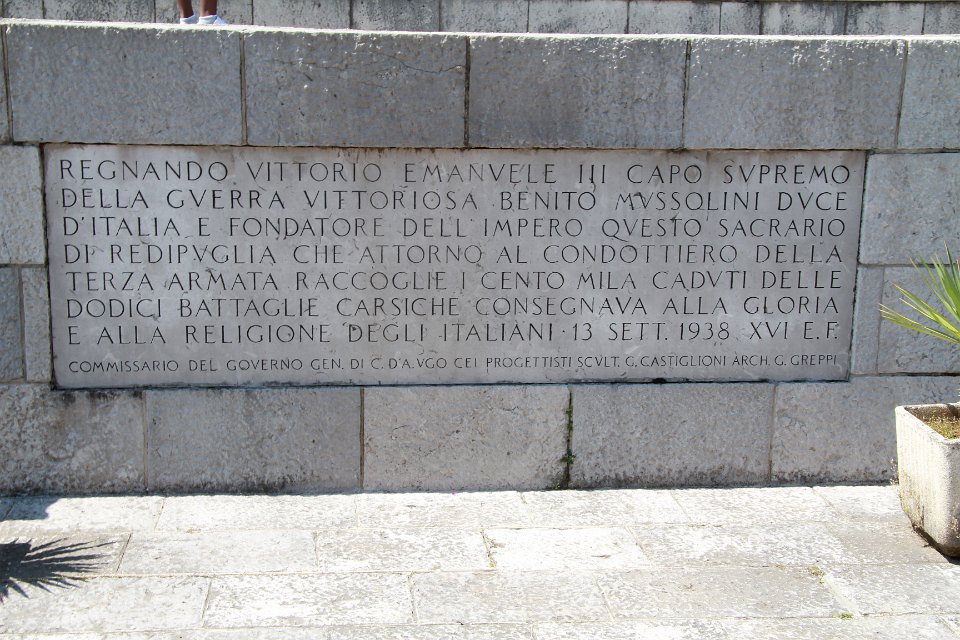 REGNANDO VITTORIO EMANVELE III CAPO SVPREMO
DELLA GVERRA VITTORIOSA BENITO MVSSOLINI DVCE
D'ITALIA E FONDATORE DELL'IMPERO QVESTO SACRARIO
DI REDIPVGLIA CHE ATTORNO AL CONDOTTIERO DELLA
TERZA ARMATA RACCOGLIE I CENTO MILA CADVTI DELLE
DODICI BATTAGLIE CARSICHE CONSEGNAVA ALLA GLORIA
E ALLA RELIGIONE DEGLI ITALIANI · 13 SETT. 1938 XVI E.F.
COMMISSARIO DEL GOVERNO GEN. DI C. D'A. VGO CEI PROGETTISTI SCVLT. G. CASTIGLIONI ARCH. G. GREPPI